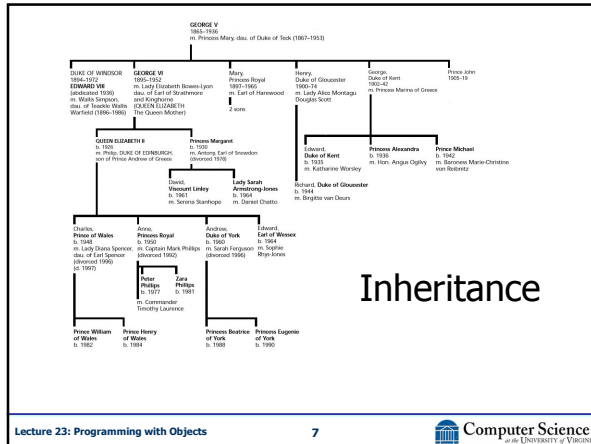 GEORGE V
1865–1936
m. Princess Mary, dau. of Duke of Teck (1867–1953)
DUKE OF WINDSOR
1894–1972
EDWARD VIII
(abdicated 1936)
m. Wallis Simpson,
dau. of Teackle Wallis
Warfield (1896–1986)
GEORGE VI
1895–1952
m. Lady Elizabeth Bowes-Lyon
dau. of Earl of Strathmore
and Kinghorne
(QUEEN ELIZABETH
The Queen Mother)
Mary,
Princess Royal
1897–1965
m. Earl of Harewood
2 sons
Henry,
Duke of Gloucester
1900–74
m. Lady Alice Montagu
Douglas Scott
George,
Duke of Kent
1902–42
m. Princess Marina of Greece
Prince John
1905–19
QUEEN ELIZABETH II
b. 1926
m. Philip, DUKE OF EDINBURGH,
son of Prince Andrew of Greece
Princess Margaret
b. 1930
m. Antony, Earl of Snowdon
(divorced 1978)
Edward,
Duke of Kent
b. 1935
m. Katharine Worsley
Princess Alexandra
b. 1936
m. Hon. Angus Ogilvy
Prince Michael
b. 1942
m. Baroness Marie-Christine
von Reibnitz
David,
Viscount Linley
b. 1961
m. Serena Stanhope
Lady Sarah
Armstrong-Jones
b. 1964
m. Daniel Chatto
Richard, Duke of Gloucester
b. 1944
m. Birgitte van Deurs
Charles,
Prince of Wales
b. 1948
m. Lady Diana Spencer,
dau. of Earl Spencer
(divorced 1996)
(d. 1997)
Anne,
Princess Royal
b. 1950
m. Captain Mark Phillips
(divorced 1992)
Andrew,
Duke of York
b. 1960
m. Sarah Ferguson
(divorced 1996)
Edward,
Earl of Wessex
b. 1964
m. Sophie
Rhys-Jones
Peter
Phillips
b. 1977
Zara
Phillips
b. 1981
m. Commander
Timothy Laurence
Inheritance
Prince William
of Wales
b. 1982
Prince Henry
of Wales
b. 1984
Princess Beatrice
of York
b. 1988
Princess Eugenie
of York
b. 1990
Lecture 23: Programming with Objects
7
Computer Science
at the UNIVERSITY of VIRGINIA